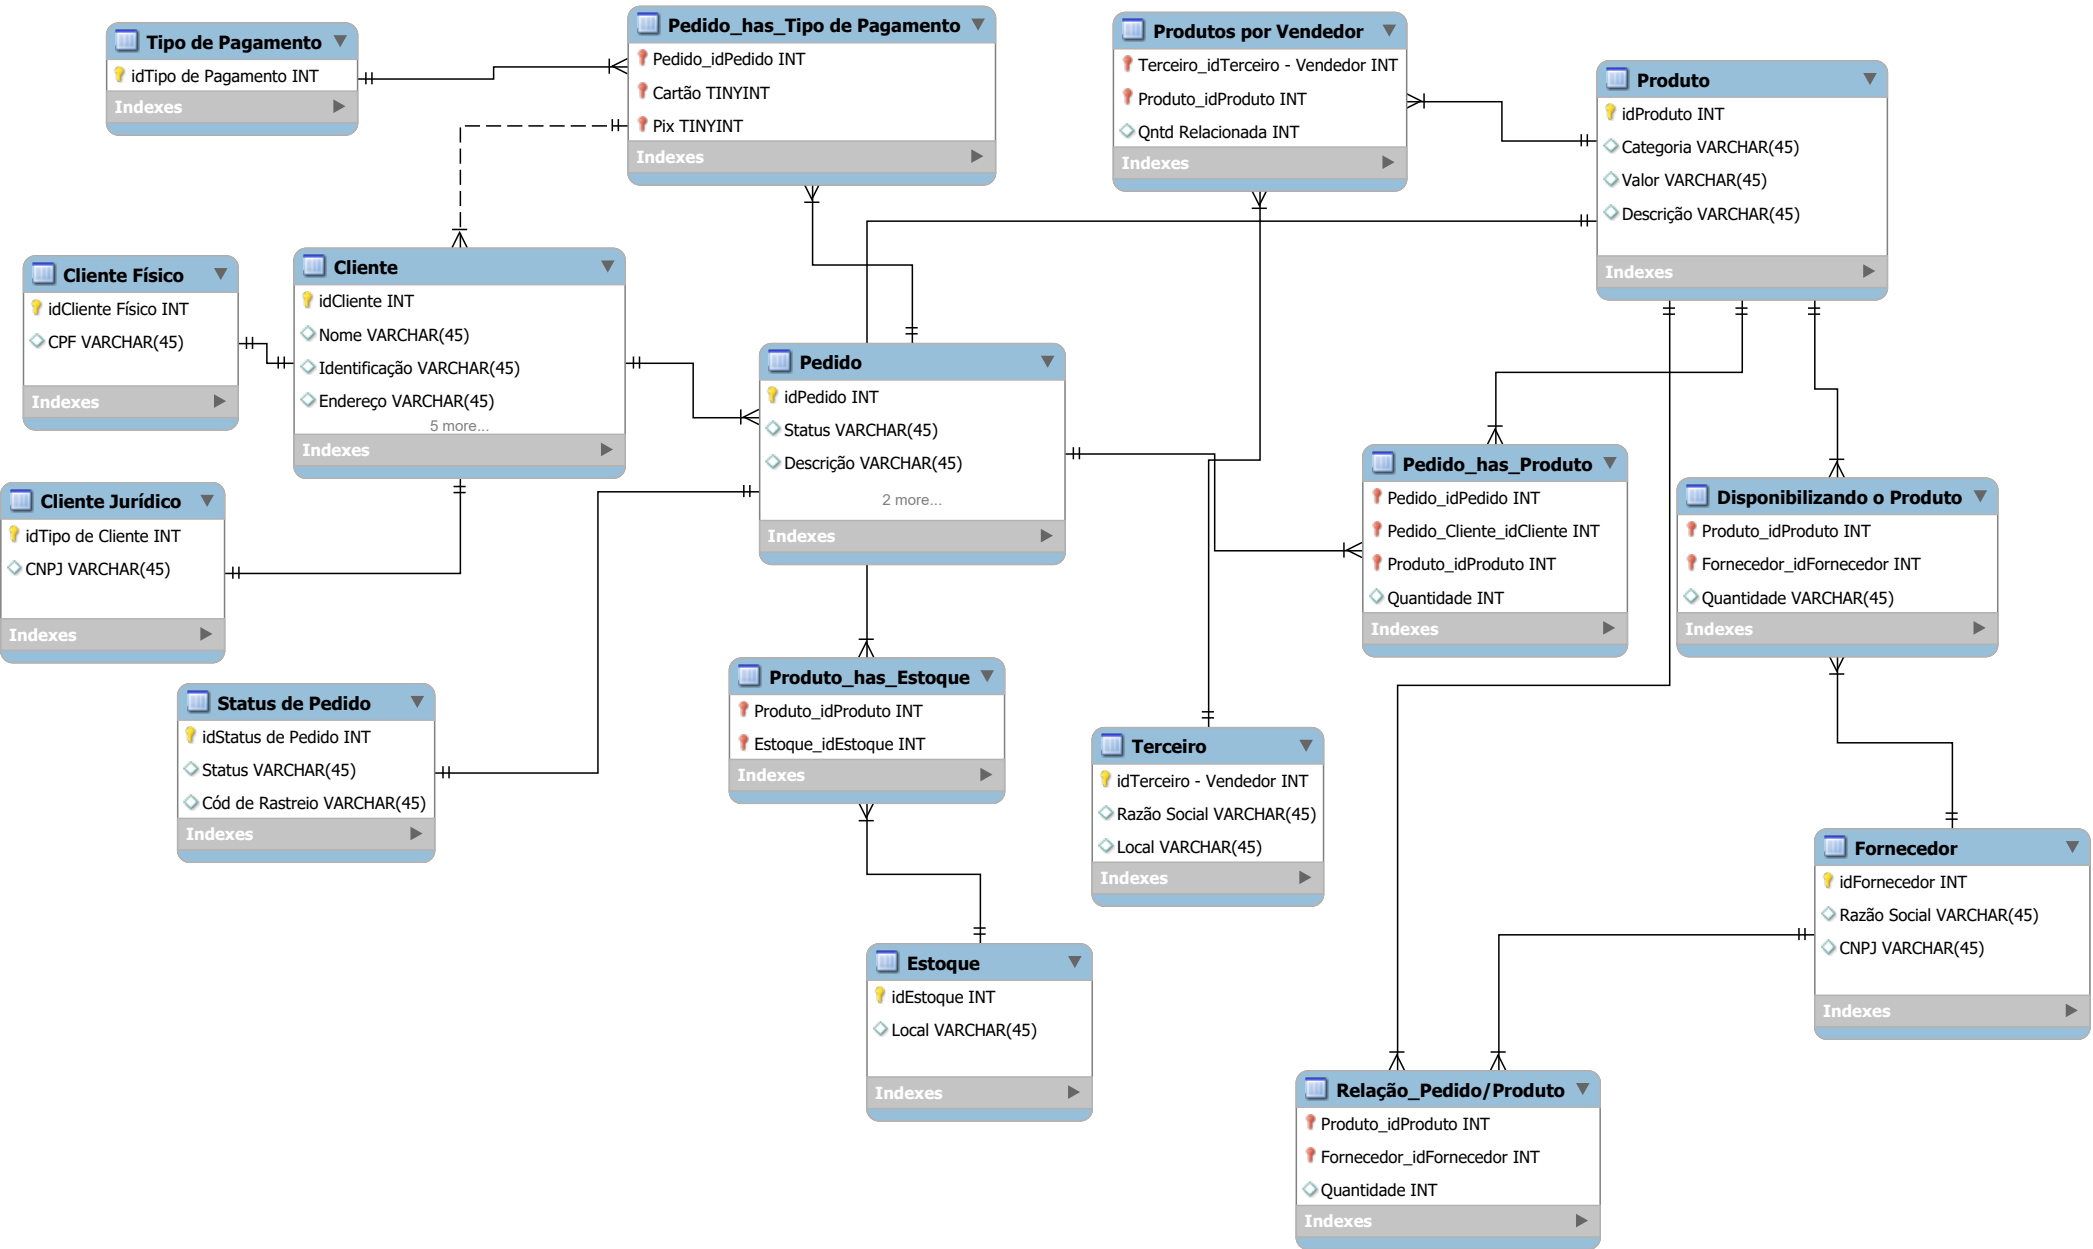 Tipo de Pagamento
idTipo de Pagamento INT
Indexes
Pedido_has_Tipo de Pagamento
Pedido_idPedido INT
Cartão TINYINT
Pix TINYINT
Indexes
Produtos por Vendedor
Terceiro_idTerceiro - Vendedor INT
Produto_idProduto INT
Qntd Relacionada INT
Indexes
Produto
idProduto INT
Categoria VARCHAR(45)
Valor VARCHAR(45)
Descrição VARCHAR(45)
Indexes
Cliente Físico
idCliente Físico INT
CPF VARCHAR(45)
Indexes
Cliente
idCliente INT
Nome VARCHAR(45)
Identificação VARCHAR(45)
Endereço VARCHAR(45)
5 more...
Indexes
Pedido
idPedido INT
Status VARCHAR(45)
Descrição VARCHAR(45)
2 more...
Indexes
Pedido_has_Produto
Pedido_idPedido INT
Pedido_Cliente_idCliente INT
Produto_idProduto INT
Quantidade INT
Indexes
Disponibilizando o Produto
Produto_idProduto INT
Fornecedor_idFornecedor INT
Quantidade VARCHAR(45)
Indexes
Cliente Jurídico
idTipo de Cliente INT
CNPJ VARCHAR(45)
Indexes
Status de Pedido
idStatus de Pedido INT
Status VARCHAR(45)
Cód de Rastreio VARCHAR(45)
Indexes
Produto_has_Estoque
Produto_idProduto INT
Estoque_idEstoque INT
Indexes
Terceiro
idTerceiro - Vendedor INT
Razão Social VARCHAR(45)
Local VARCHAR(45)
Indexes
Fornecedor
idFornecedor INT
Razão Social VARCHAR(45)
CNPJ VARCHAR(45)
Indexes
Estoque
idEstoque INT
Local VARCHAR(45)
Indexes
Relação_Pedido/Produto
Produto_idProduto INT
Fornecedor_idFornecedor INT
Quantidade INT
Indexes